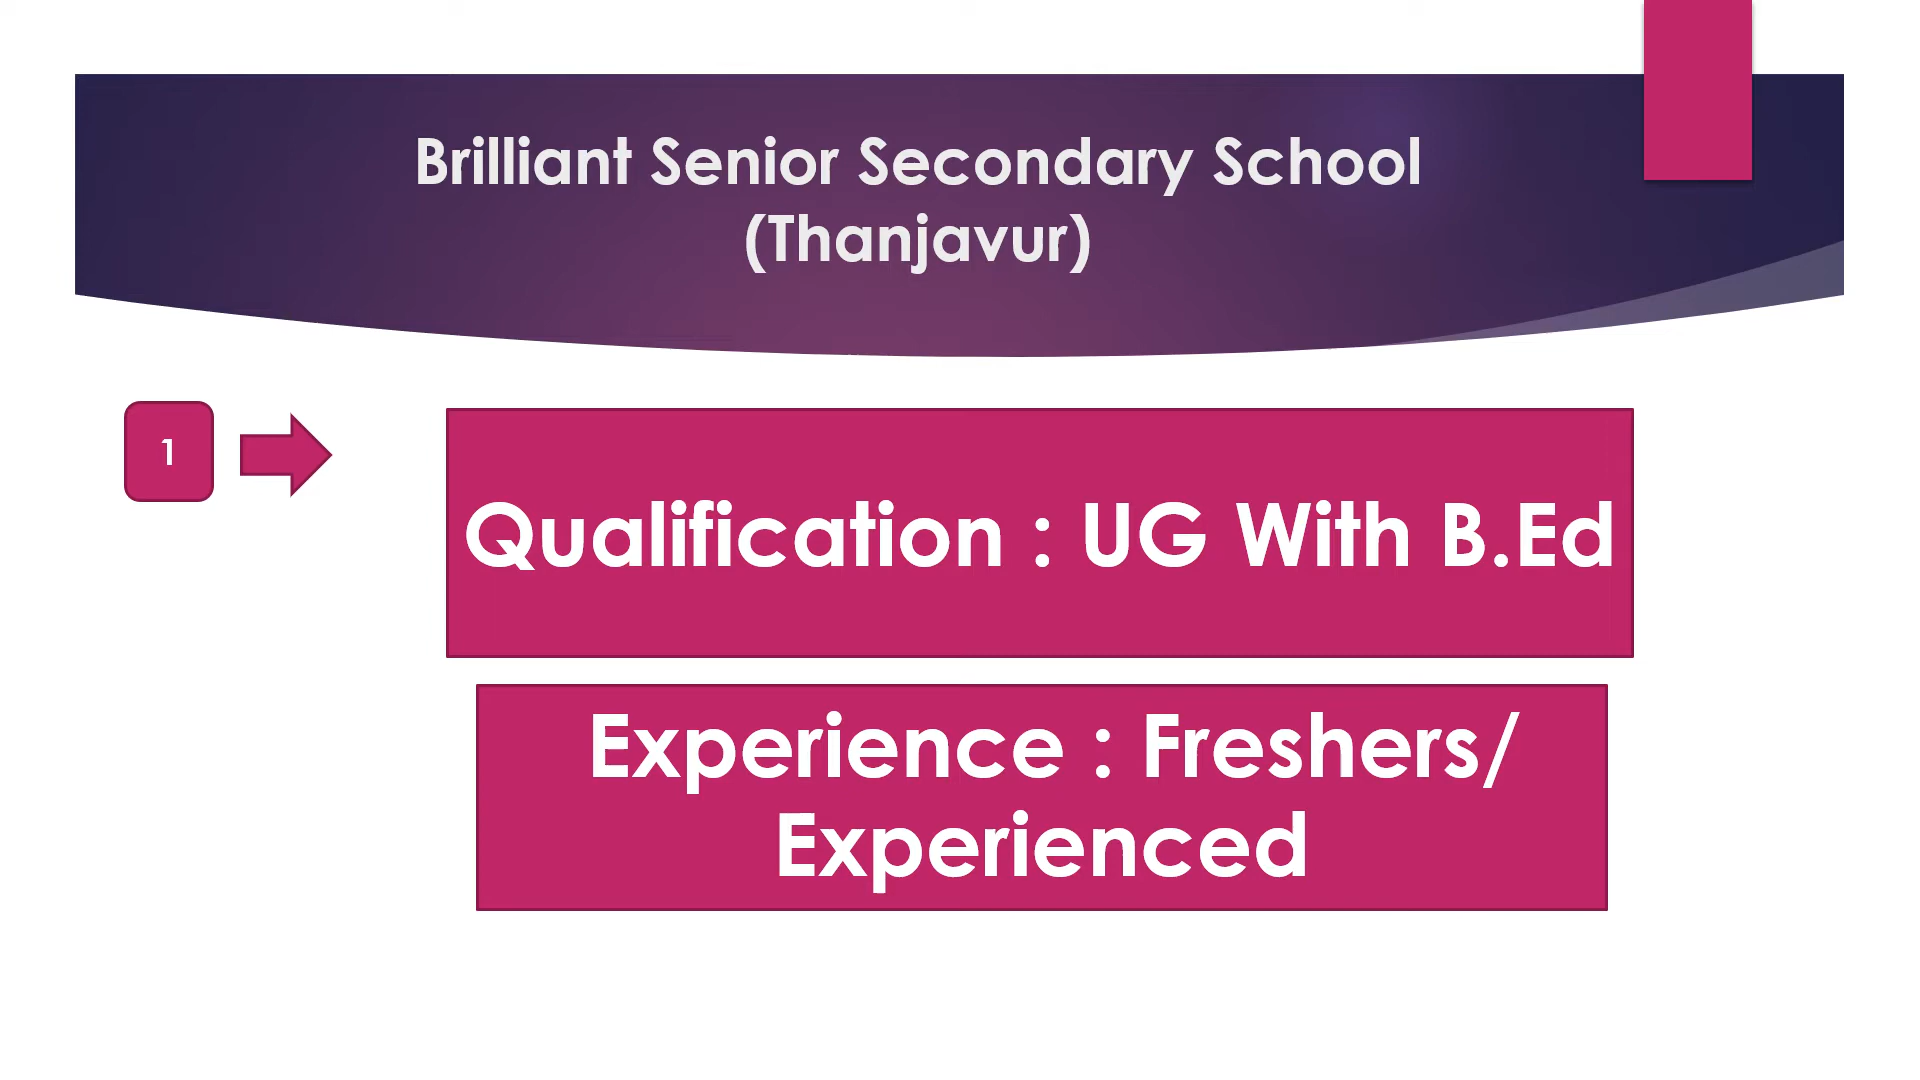 Brilliant Senior Secondary School
(Thanjavur)
1
Qualification : UG With B.Ed
Experience : Freshers/
Experienced